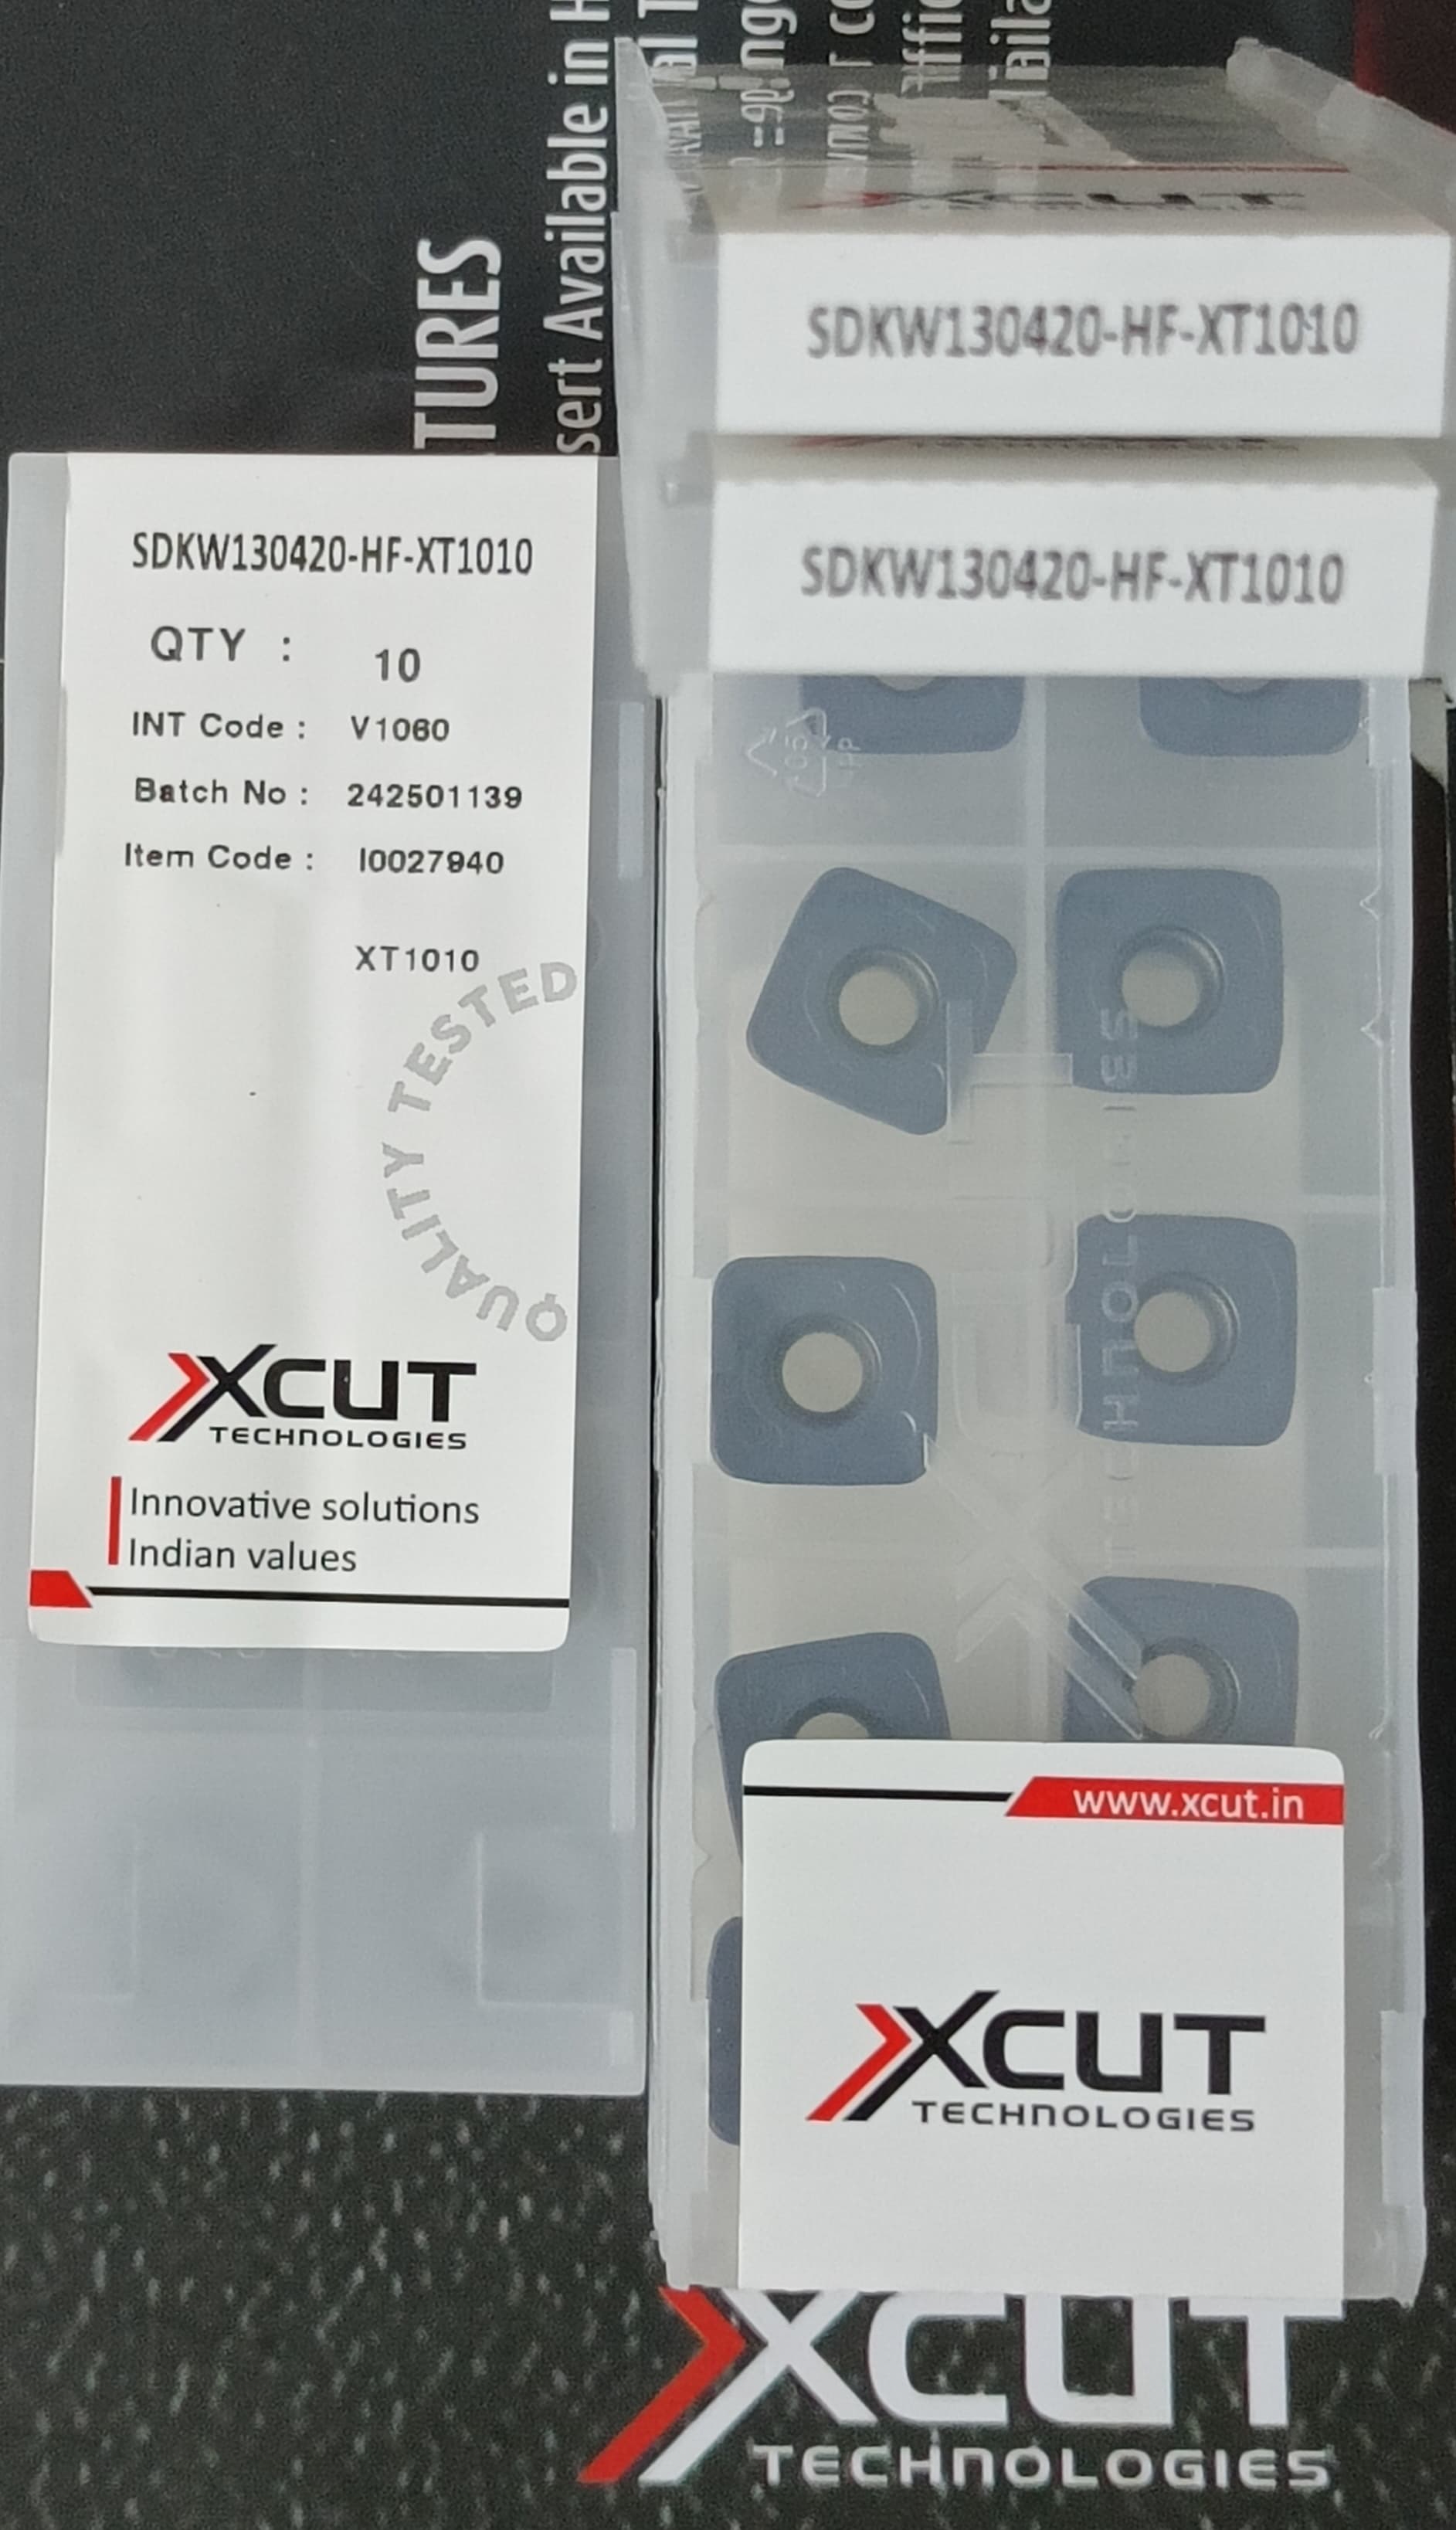 TURES
sert Available in H
XCUT
SDKW130420-HF-XT1010
SDKW130420-HF-XT1010
SDKW130420-HF-XT1010
QTY : 10
INT Code : V1060
Batch No : 242501139
Item Code : I0027940
XT1010
QUALITY TESTED
XCUT
TECHNOLOGIES
Innovative solutions
Indian values
TECHNOLOGIES
www.xcut.in
XCUT
TECHNOLOGIES
XCUT
TECHNOLOGIES